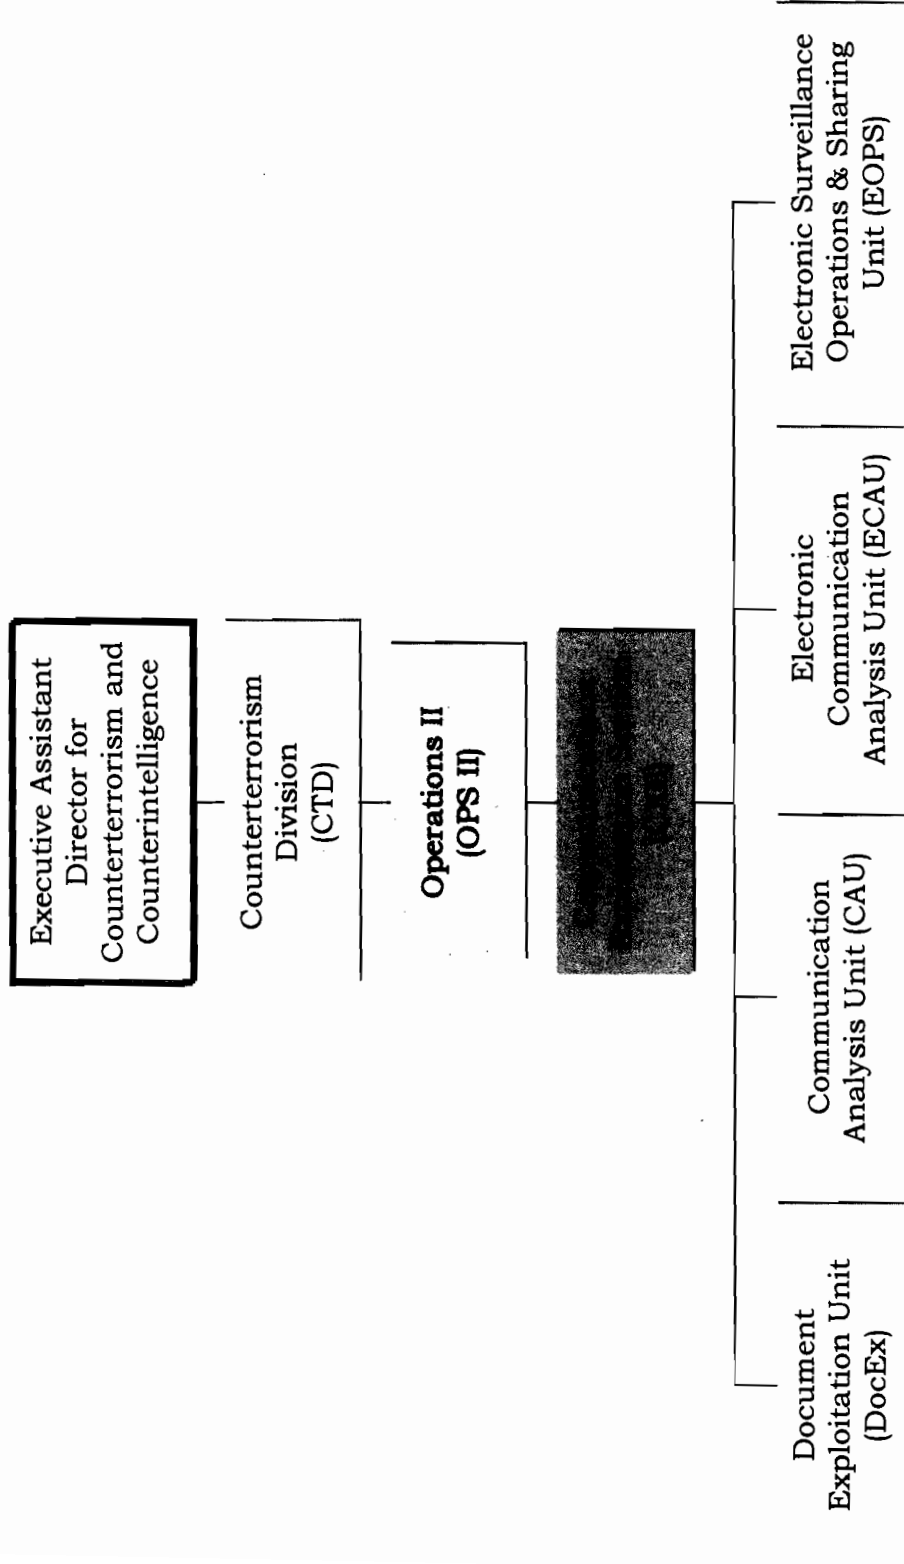 Executive Assistant
Director for
Counterterrorism and
Counterintelligence
Counterterrorism
Division
(CTD)
Operations II
(OPS II)
Document
Exploitation Unit
(DocEx)
Communication
Analysis Unit (CAU)
Electronic
Communication
Analysis Unit (ECAU)
Electronic Surveillance
Operations & Sharing
Unit (EOPS)